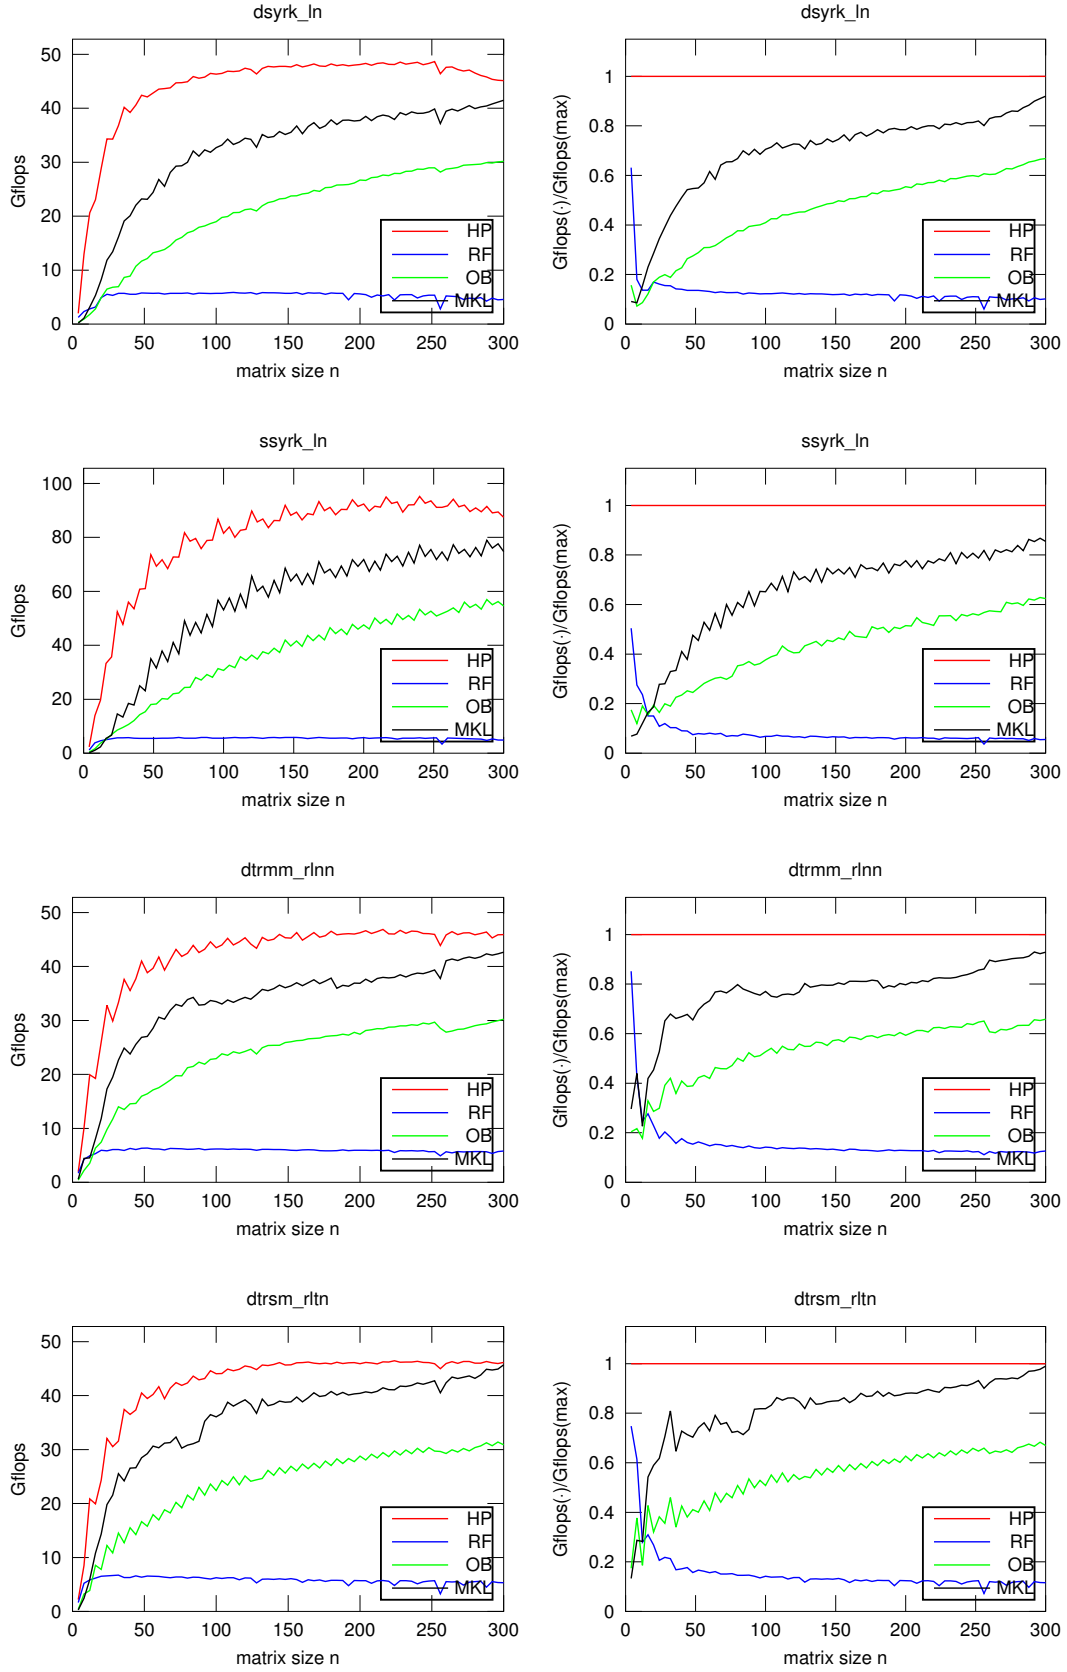 dsyrk_ln
50
40
30
20
10
0
Gflops
0 50 100 150 200 250 300
matrix size n
HP
RF
OB
MKL
dsyrk_ln
1
0.8
0.6
0.4
0.2
0
Gflops(·)/Gflops(max)
0 50 100 150 200 250 300
matrix size n
HP
RF
OB
MKL
ssyrk_ln
100
80
60
40
20
0
Gflops
0 50 100 150 200 250 300
matrix size n
HP
RF
OB
MKL
ssyrk_ln
1
0.8
0.6
0.4
0.2
0
Gflops(·)/Gflops(max)
0 50 100 150 200 250 300
matrix size n
HP
RF
OB
MKL
dtrmm_rlnn
50
40
30
20
10
0
Gflops
0 50 100 150 200 250 300
matrix size n
HP
RF
OB
MKL
dtrmm_rlnn
1
0.8
0.6
0.4
0.2
0
Gflops(·)/Gflops(max)
0 50 100 150 200 250 300
matrix size n
HP
RF
OB
MKL
dtrsm_rltn
50
40
30
20
10
0
Gflops
0 50 100 150 200 250 300
matrix size n
HP
RF
OB
MKL
dtrsm_rltn
1
0.8
0.6
0.4
0.2
0
Gflops(·)/Gflops(max)
0 50 100 150 200 250 300
matrix size n
HP
RF
OB
MKL